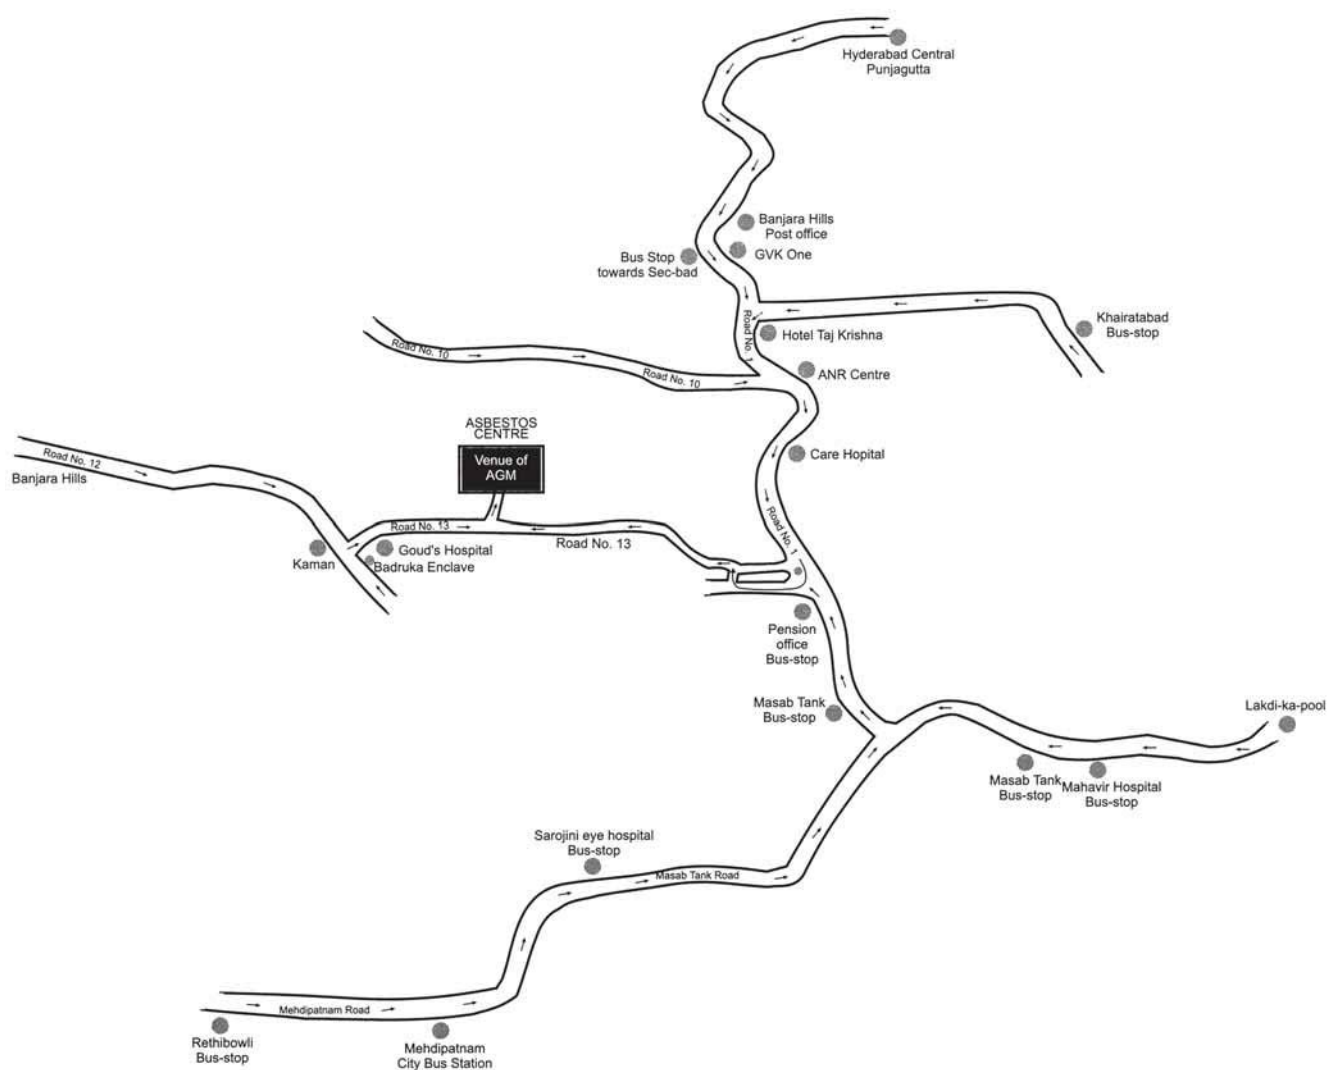 Hyderabad Central
Punjagutta
Banjara Hills
Post office
GVK One
Bus Stop
towards Sec-bad
Khairatabad
Bus-stop
Road No. 1
Hotel Taj Krishna
Road No. 10
Road No. 10
ANR Centre
ASBESTOS
CENTRE
Venue of
AGM
Road No. 12
Banjara Hills
Care Hopital
Road No. 1
Road No. 13
Road No. 13
Goud's Hospital
Kaman
Badruka Enclave
Pension
office
Bus-stop
Masab Tank
Bus-stop
Lakdi-ka-pool
Masab Tank
Bus-stop
Mahavir Hospital
Bus-stop
Sarojini eye hospital
Bus-stop
Masab Tank Road
Mehdipatnam Road
Rethibowli
Bus-stop
Mehdipatnam
City Bus Station